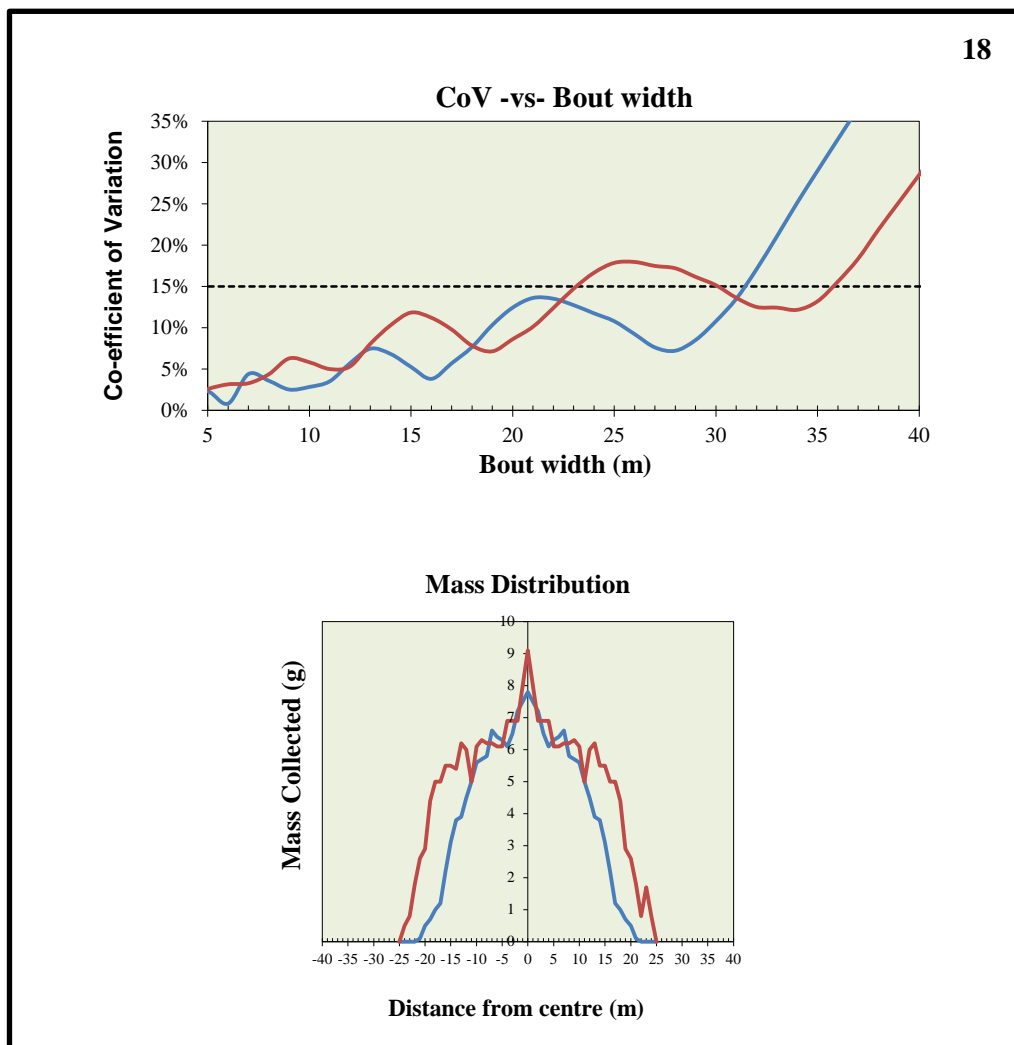 18
CoV -vs- Bout width
Co-efficient of Variation
35%
30%
25%
20%
15%
10%
5%
0%
5 10 15 20 25 30 35 40
Bout width (m)
Mass Distribution
Mass Collected (g)
10
9
8
7
6
5
4
3
2
1
0
-40 -35 -30 -25 -20 -15 -10 -5 0 5 10 15 20 25 30 35 40
Distance from centre (m)